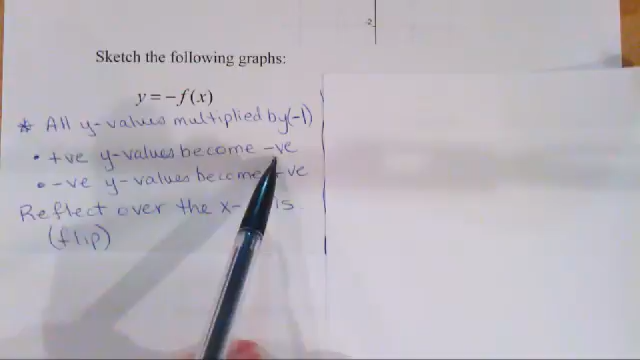 -2
Sketch the following graphs:
y = -f(x)
* All y-values multiplied by (-1)
• +ve y-values become -ve
• -ve y-values become +ve
Reflect over the x-
(flip)